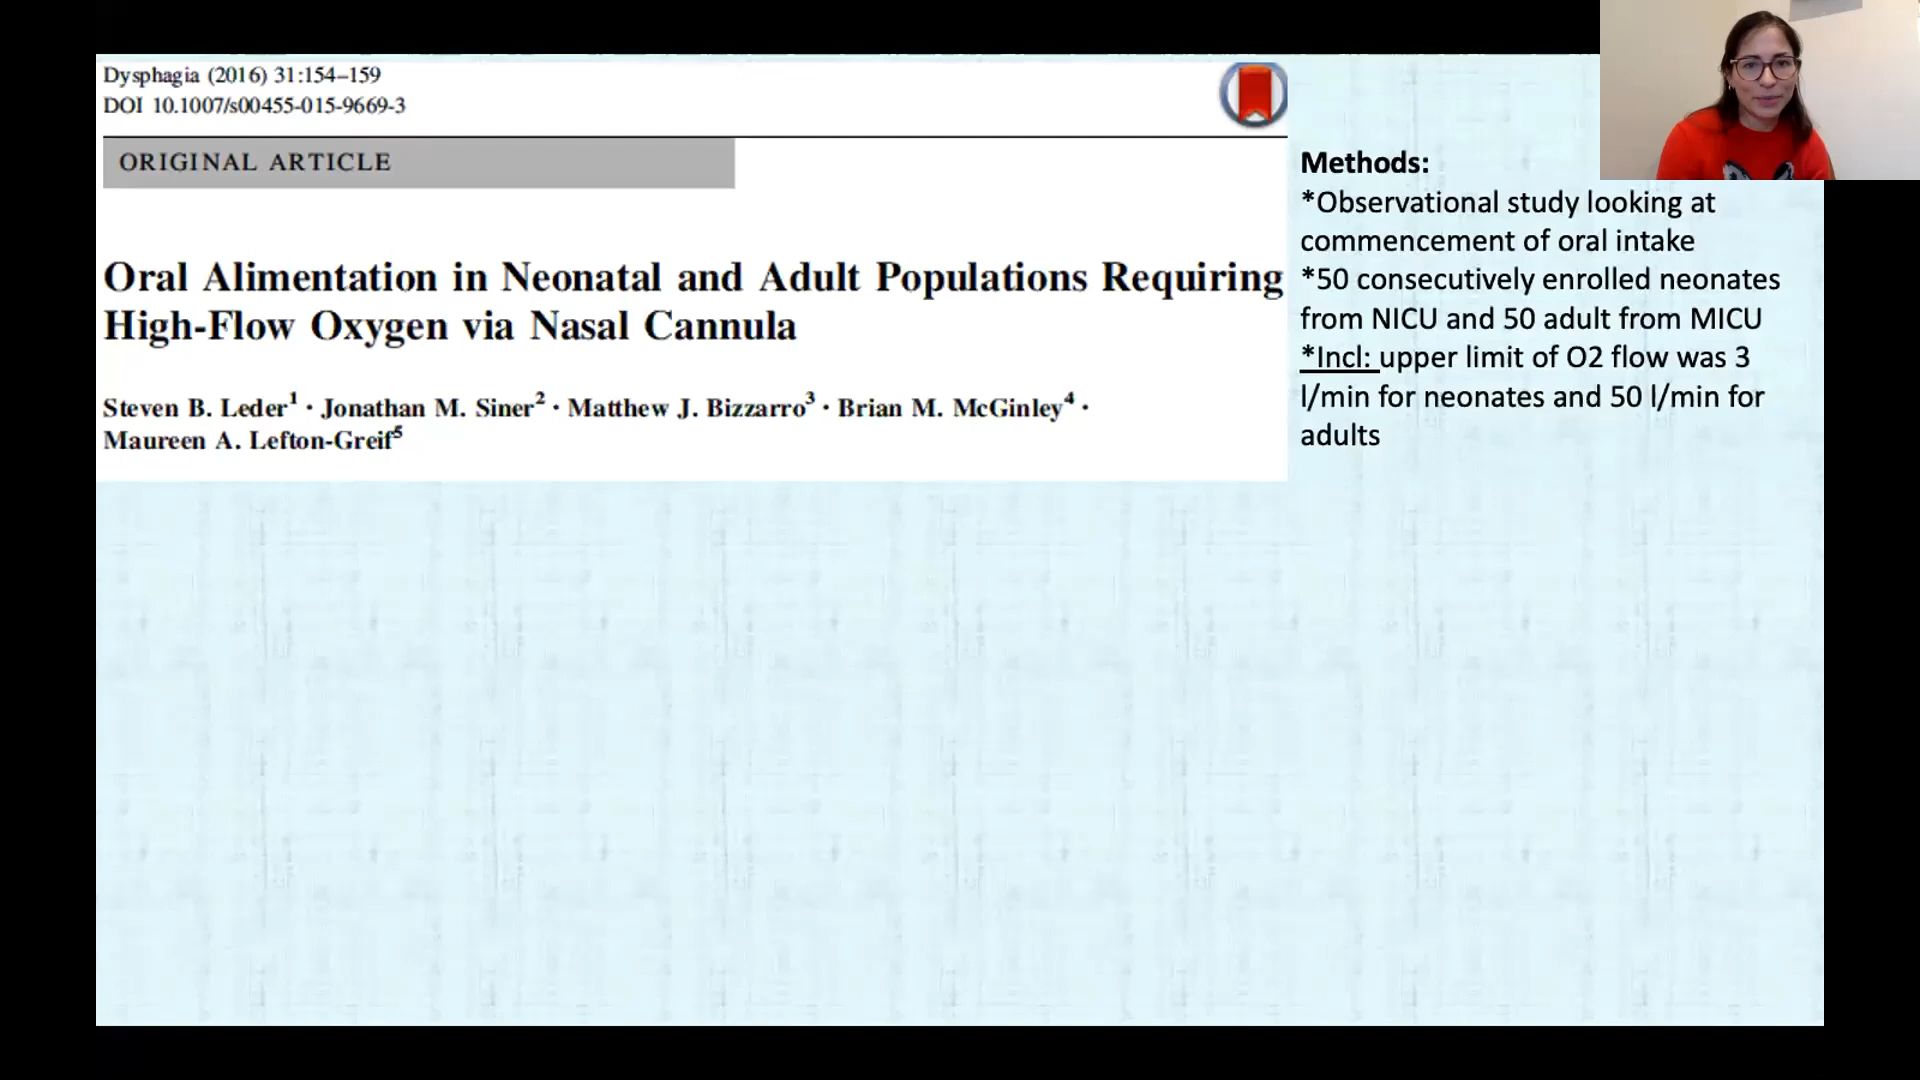 Dysphagia (2016) 31:154–159
DOI 10.1007/s00455-015-9669-3
ORIGINAL ARTICLE
Oral Alimentation in Neonatal and Adult Populations Requiring
High-Flow Oxygen via Nasal Cannula
Steven B. Leder1 · Jonathan M. Siner2 · Matthew J. Bizzarro3 · Brian M. McGinley4 ·
Maureen A. Lefton-Greif5
Methods:
*Observational study looking at
commencement of oral intake
*50 consecutively enrolled neonates
from NICU and 50 adult from MICU
*Incl: upper limit of O2 flow was 3
l/min for neonates and 50 l/min for
adults